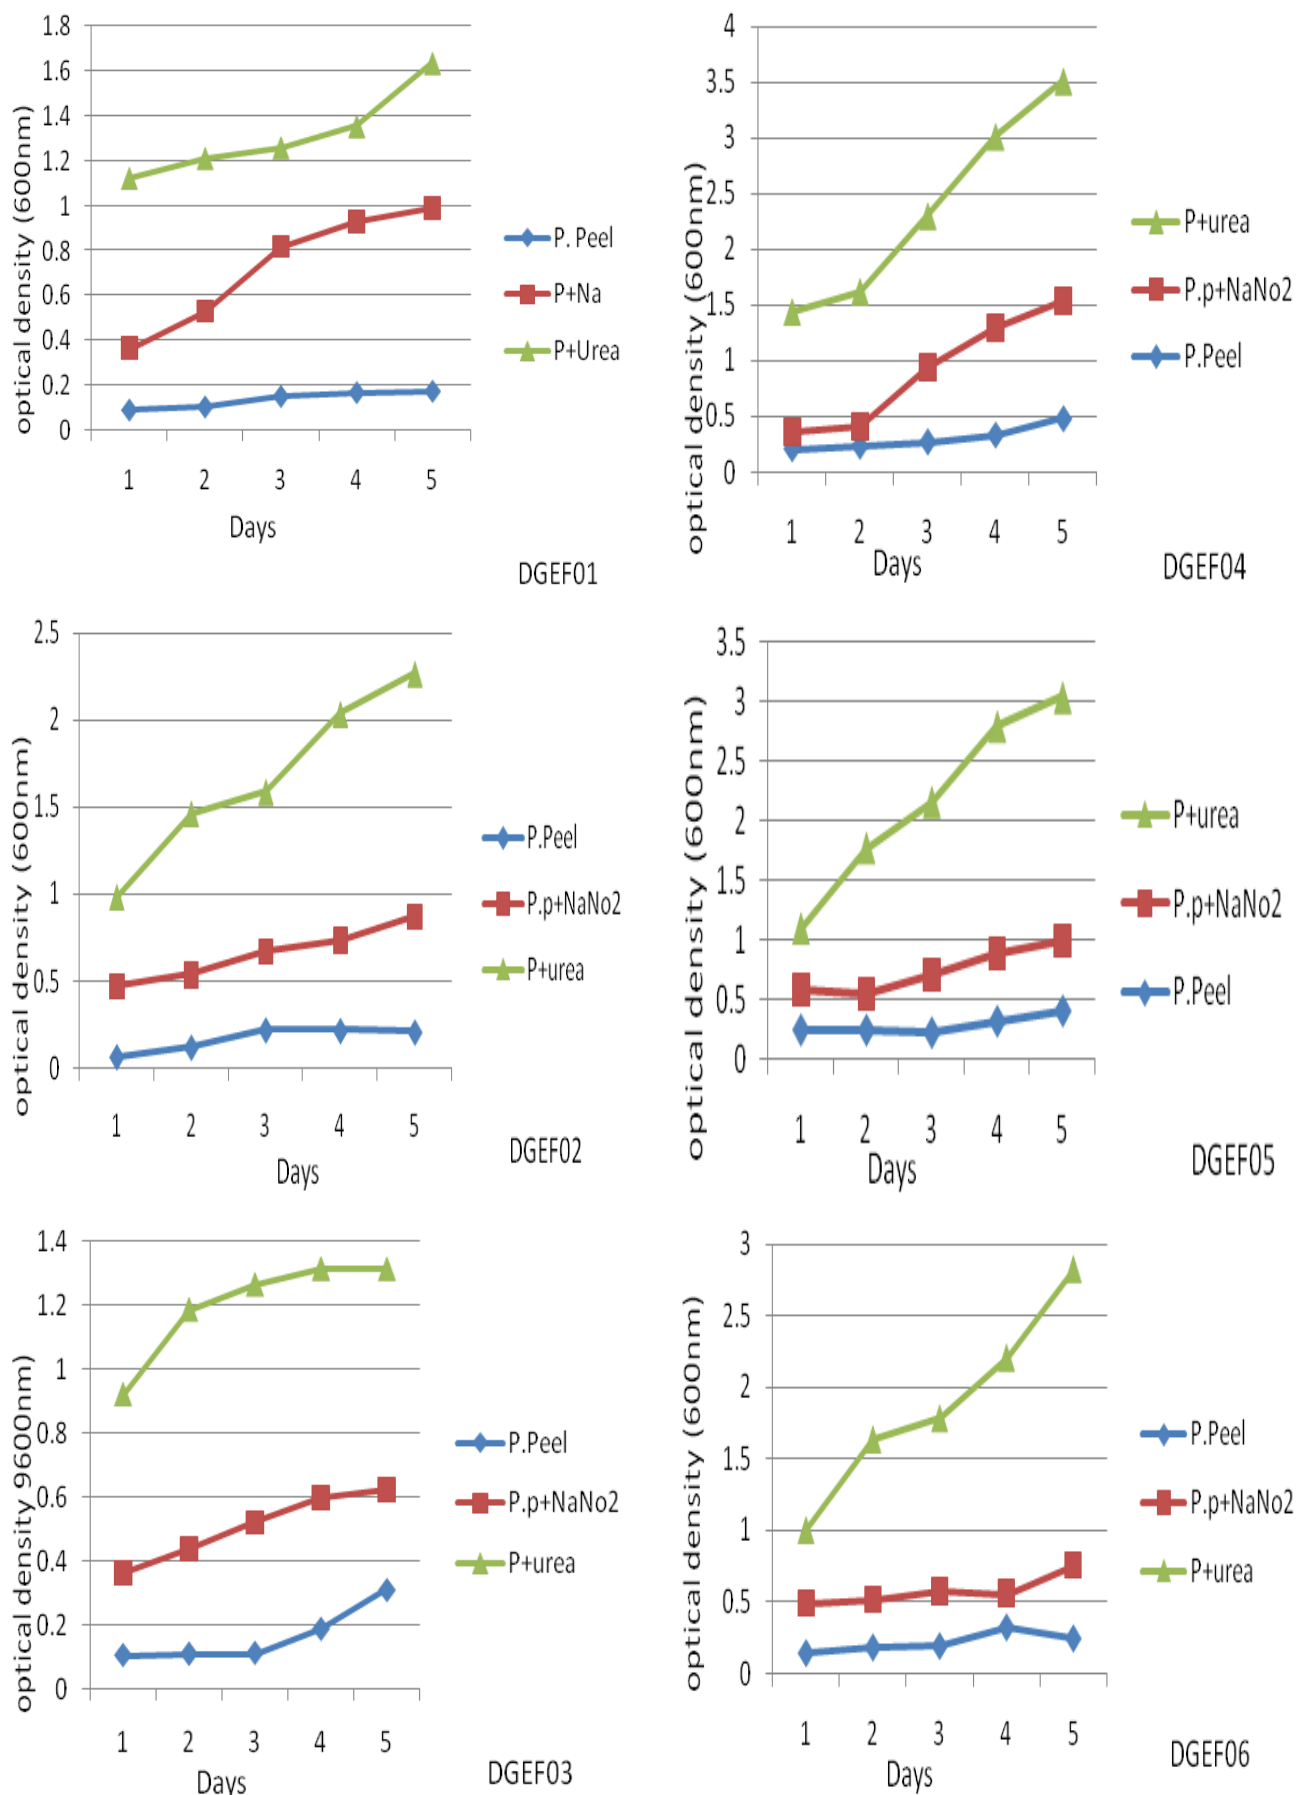 optical density (600nm)
1.8
1.6
1.4
1.2
1
0.8
0.6
0.4
0.2
0
1 2 3 4 5
Days
P. Peel
P+Na
P+Urea
DGEF01
optical density (600nm)
4
3.5
3
2.5
2
1.5
1
0.5
0
1 2 3 4 5
Days
P+urea
P.p+NaNo2
P.Peel
DGEF04
optical density (600nm)
2.5
2
1.5
1
0.5
0
1 2 3 4 5
Days
P.Peel
P.p+NaNo2
P+urea
DGEF02
optical density (600nm)
3.5
3
2.5
2
1.5
1
0.5
0
1 2 3 4 5
Days
P+urea
P.p+NaNo2
P.Peel
DGEF05
optical density 9600nm)
1.4
1.2
1
0.8
0.6
0.4
0.2
0
1 2 3 4 5
Days
P.Peel
P.p+NaNo2
P+urea
DGEF03
optical density (600nm)
3
2.5
2
1.5
1
0.5
0
1 2 3 4 5
Days
P.Peel
P.p+NaNo2
P+urea
DGEF06